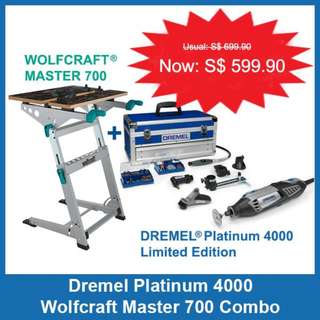 WOLFCRAFT®
MASTER 700
Usual: S$ 699.90
Now: S$ 599.90
+
DREMEL
DREMEL® Platinum 4000
Limited Edition
Dremel Platinum 4000
Wolfcraft Master 700 Combo